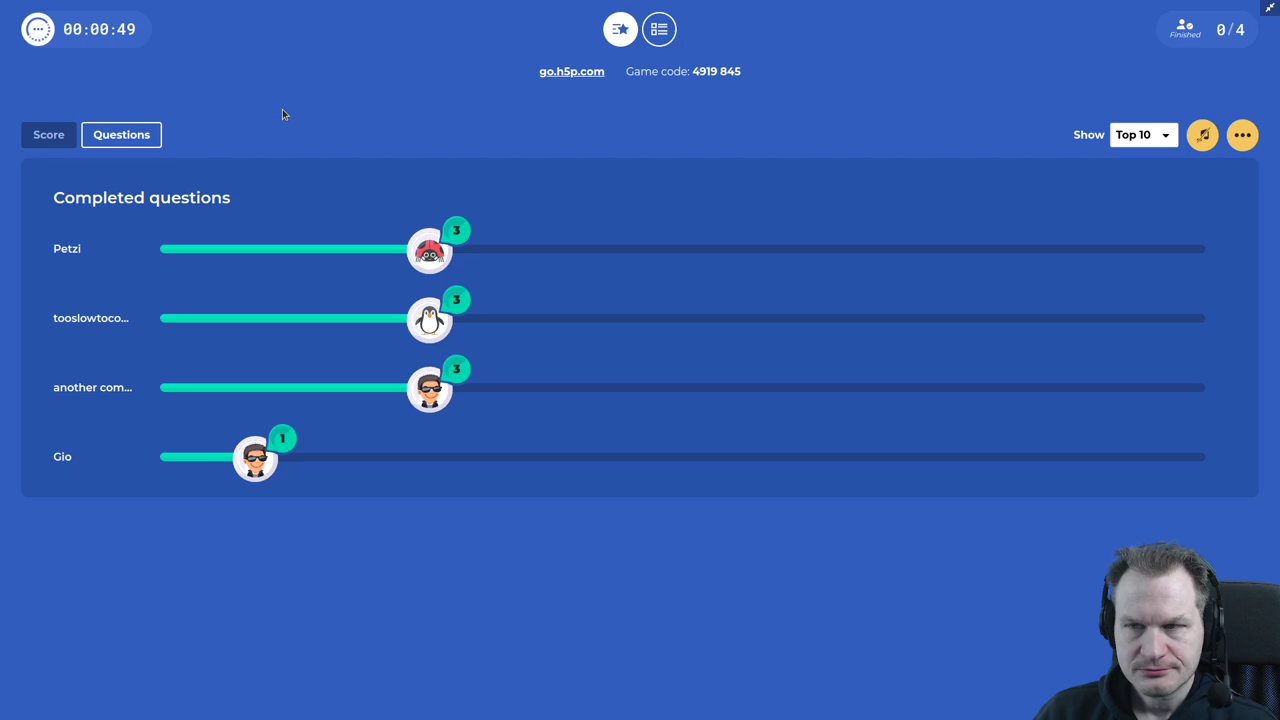 00:00:49
Finished
0/4
go.h5p.com Game code: 4919 845
Score Questions
Show Top 10
Completed questions
3
Petzi
3
tooslowtoco...
3
another com...
1
Gio